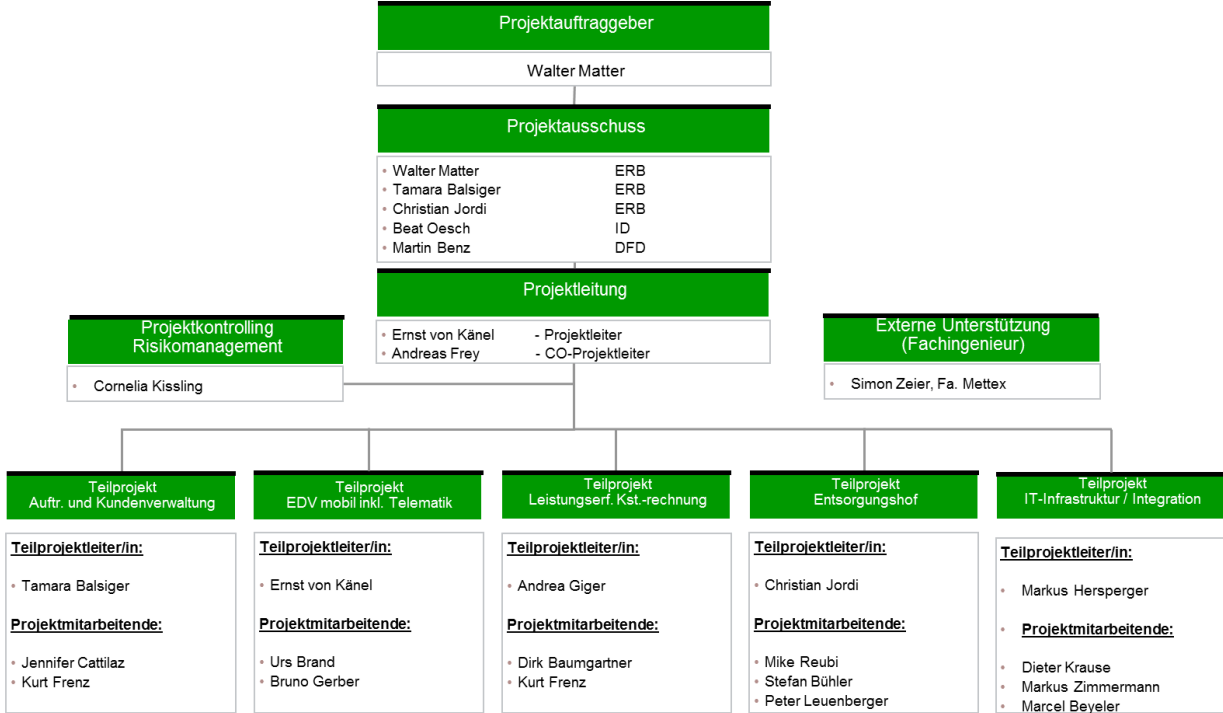 Projektauftraggeber
Walter Matter
Projektausschuss
• Walter Matter ERB
• Tamara Balsiger ERB
• Christian Jordi ERB
• Beat Oesch ID
• Martin Benz DFD
Projektleitung
• Ernst von Känel - Projektleiter
• Andreas Frey - CO-Projektleiter
Projektkontrolling
Risikomanagement
• Cornelia Kissling
Externe Unterstützung
(Fachingenieur)
• Simon Zeier, Fa. Mettex
Teilprojekt
Auftr. und Kundenverwaltung
Teilprojektleiter/in:
• Tamara Balsiger
Projektmitarbeitende:
• Jennifer Cattilaz
• Kurt Frenz
Teilprojekt
EDV mobil inkl. Telematik
Teilprojektleiter/in:
• Ernst von Känel
Projektmitarbeitende:
• Urs Brand
• Bruno Gerber
Teilprojekt
Leistungserf. Kst.-rechnung
Teilprojektleiter/in:
• Andrea Giger
Projektmitarbeitende:
• Dirk Baumgartner
• Kurt Frenz
Teilprojekt
Entsorgungshof
Teilprojektleiter/in:
• Christian Jordi
Projektmitarbeitende:
• Mike Reubi
• Stefan Bühler
• Peter Leuenberger
Teilprojekt
IT-Infrastruktur / Integration
Teilprojektleiter/in:
• Markus Hersperger
• Projektmitarbeitende:
• Dieter Krause
• Markus Zimmermann
• Marcel Beyeler